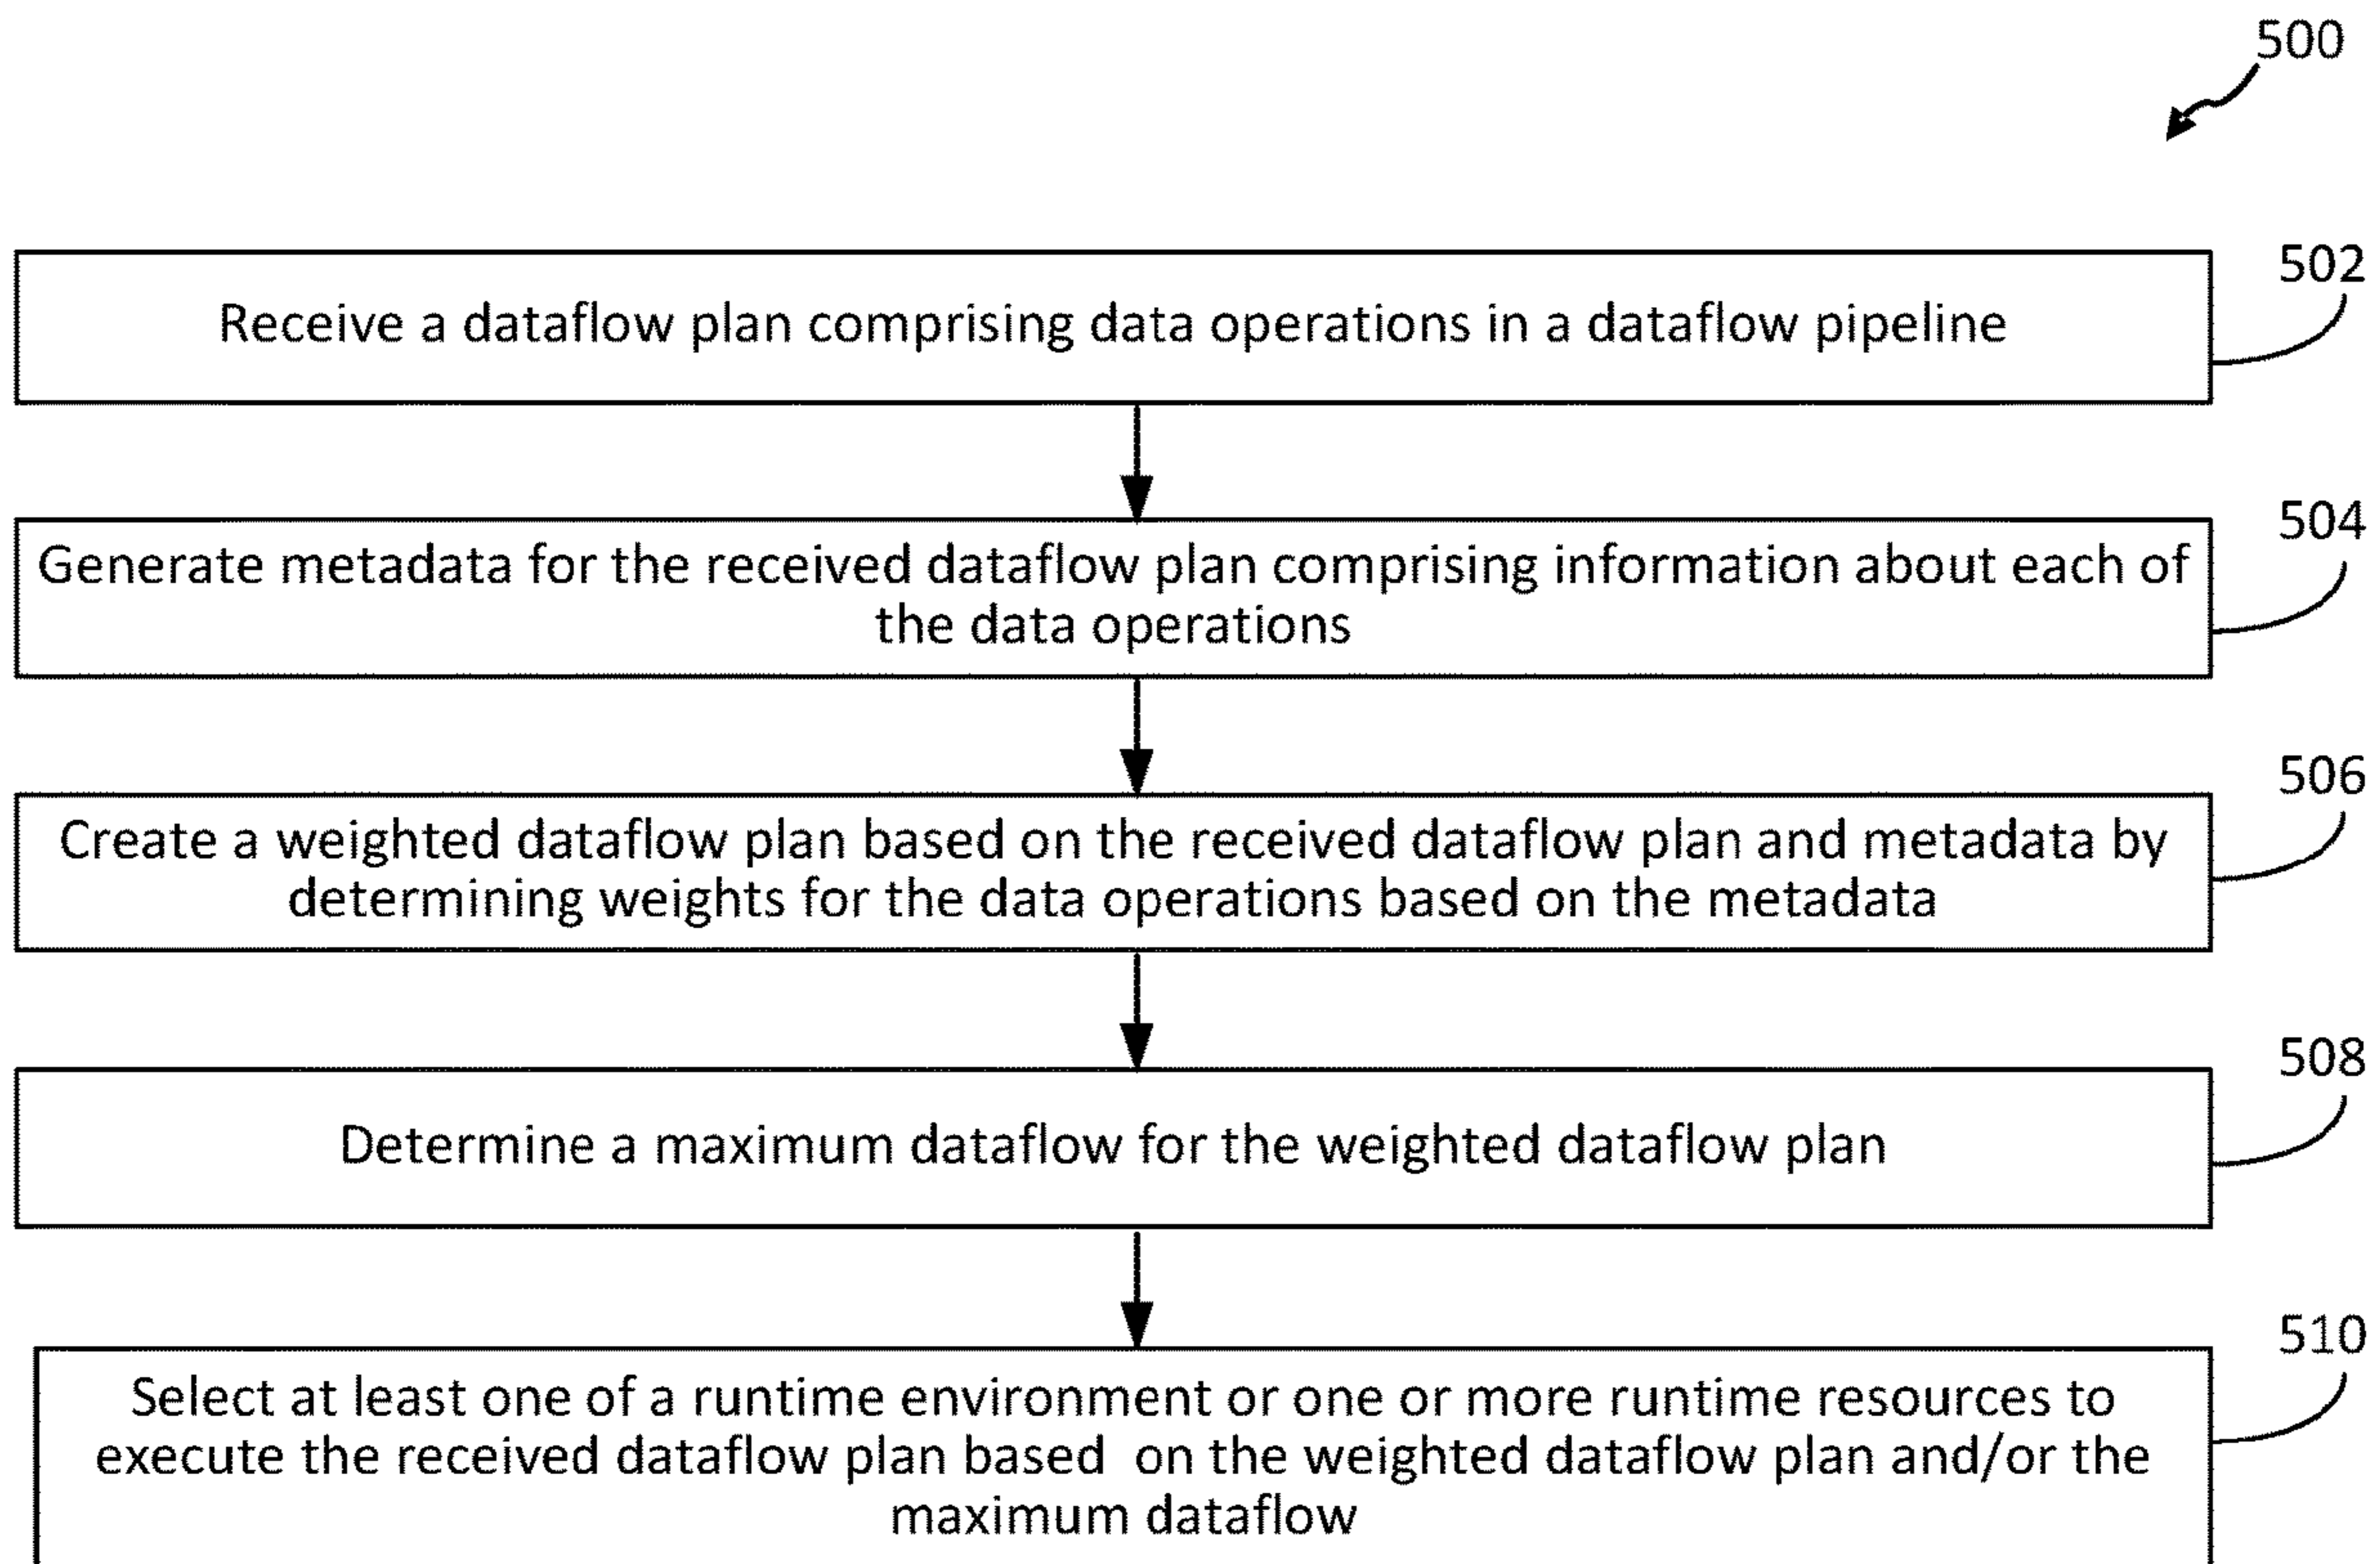 500
502
Receive a dataflow plan comprising data operations in a dataflow pipeline
504
Generate metadata for the received dataflow plan comprising information about each of
the data operations
506
Create a weighted dataflow plan based on the received dataflow plan and metadata by
determining weights for the data operations based on the metadata
508
Determine a maximum dataflow for the weighted dataflow plan
510
Select at least one of a runtime environment or one or more runtime resources to
execute the received dataflow plan based on the weighted dataflow plan and/or the
maximum dataflow